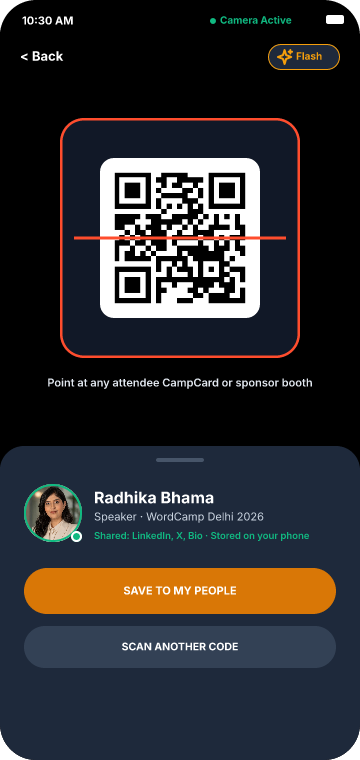 10:30 AM
Camera Active
< Back
Flash
Point at any attendee CampCard or sponsor booth
Radhika Bhama
Speaker · WordCamp Delhi 2026
Shared: LinkedIn, X, Bio · Stored on your phone
SAVE TO MY PEOPLE
SCAN ANOTHER CODE